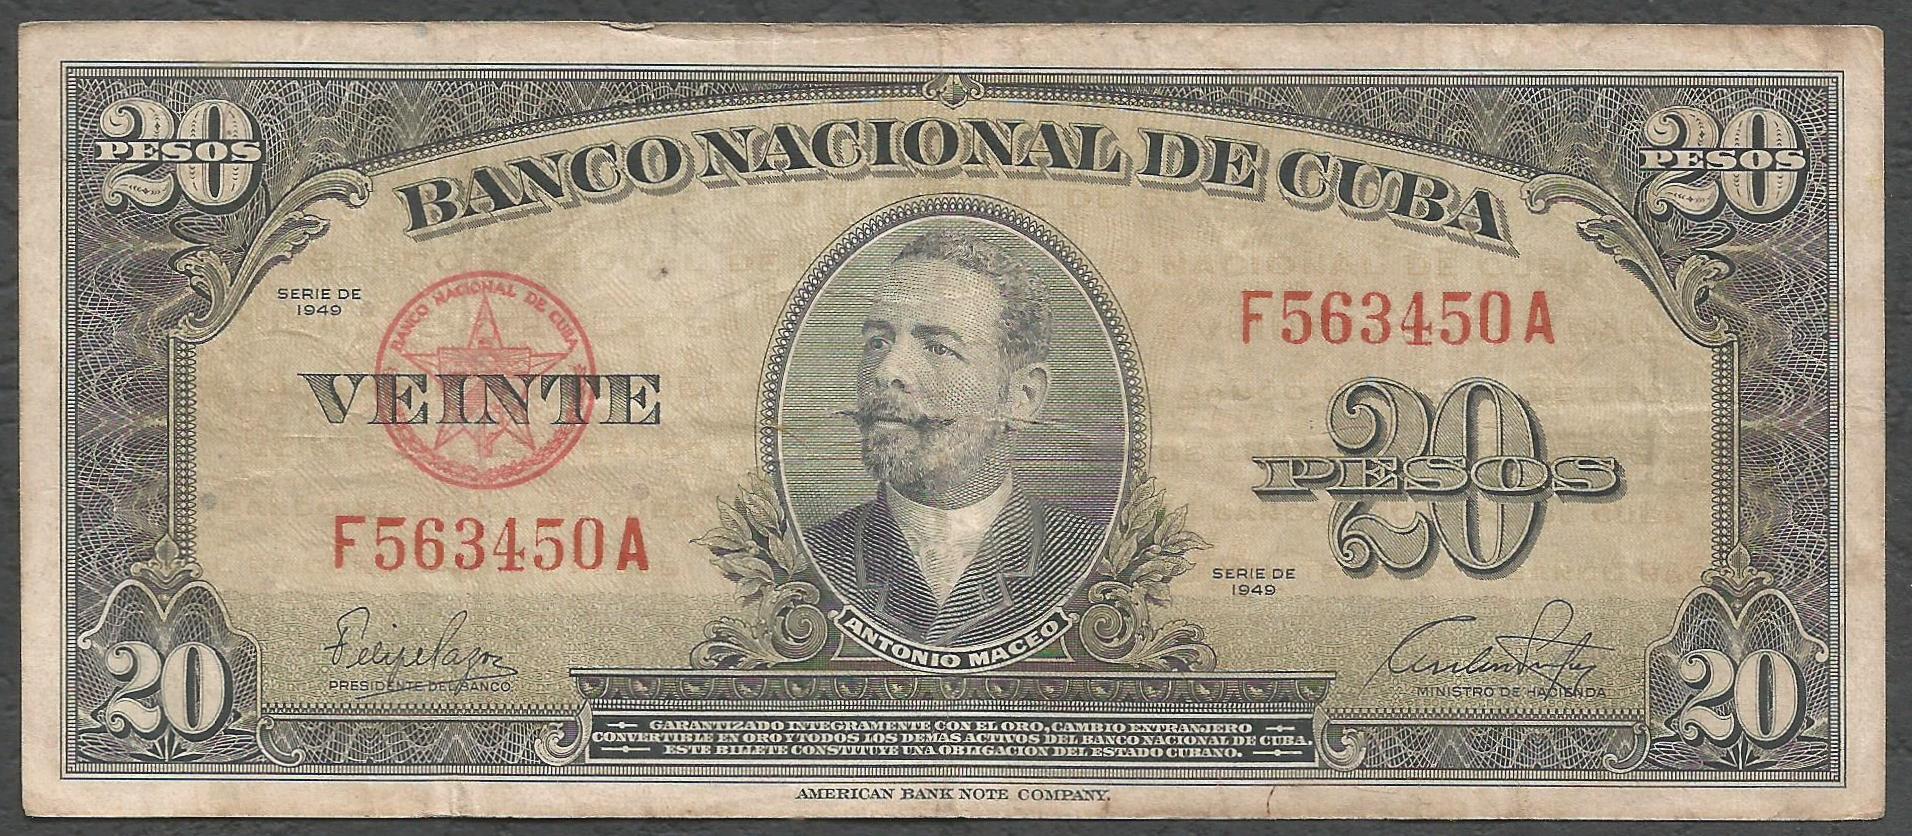 20
PESOS
20
PESOS
BANCO NACIONAL DE CUBA
SERIE DE
1949
BANCO NACIONAL DE CUBA
VEINTE
F563450A
F563450A
20
PESOS
SERIE DE
1949
ANTONIO MACEO
Felipe Pazos
PRESIDENTE DEL BANCO
MINISTRO DE HACIENDA
20
20
GARANTIZADO INTEGRAMENTE CON EL ORO, CAMBIO EXTRANJERO
CONVERTIBLE EN ORO Y TODOS LOS DEMAS ACTIVOS DEL BANCO NACIONAL DE CUBA.
ESTE BILLETE CONSTITUYE UNA OBLIGACION DEL ESTADO CUBANO.
AMERICAN BANK NOTE COMPANY.